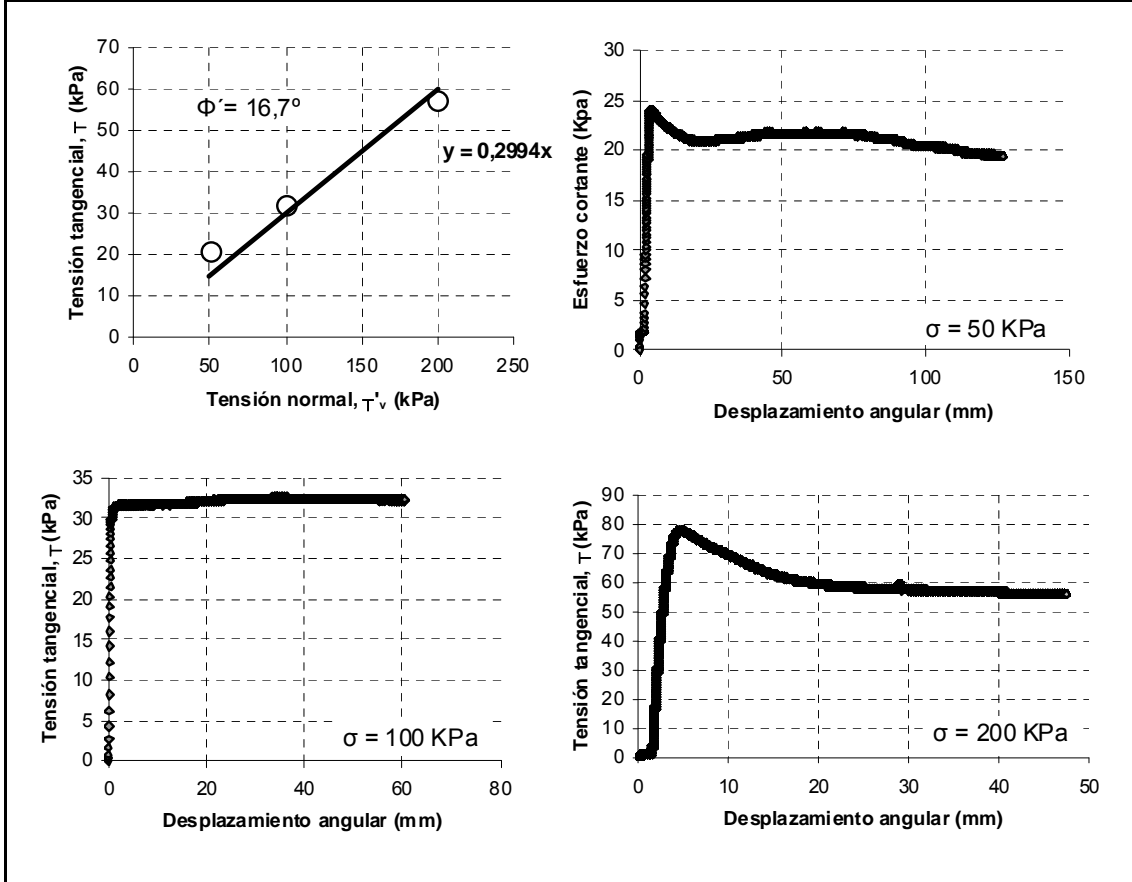 70
60
50
40
30
20
10
0
Tensión tangencial, τ (kPa)
Φ´= 16,7º
y = 0,2994x
0 50 100 150 200 250
Tensión normal, τ'v (kPa)
30
25
20
15
10
5
0
Esfuerzo cortante (Kpa)
σ = 50 KPa
0 50 100 150
Desplazamiento angular (mm)
35
30
25
20
15
10
5
0
Tensión tangencial, τ (kPa)
σ = 100 KPa
0 20 40 60 80
Desplazamiento angular (mm)
90
80
70
60
50
40
30
20
10
0
Tensión tangencial, τ (kPa)
σ = 200 KPa
0 10 20 30 40 50
Desplazamiento angular (mm)